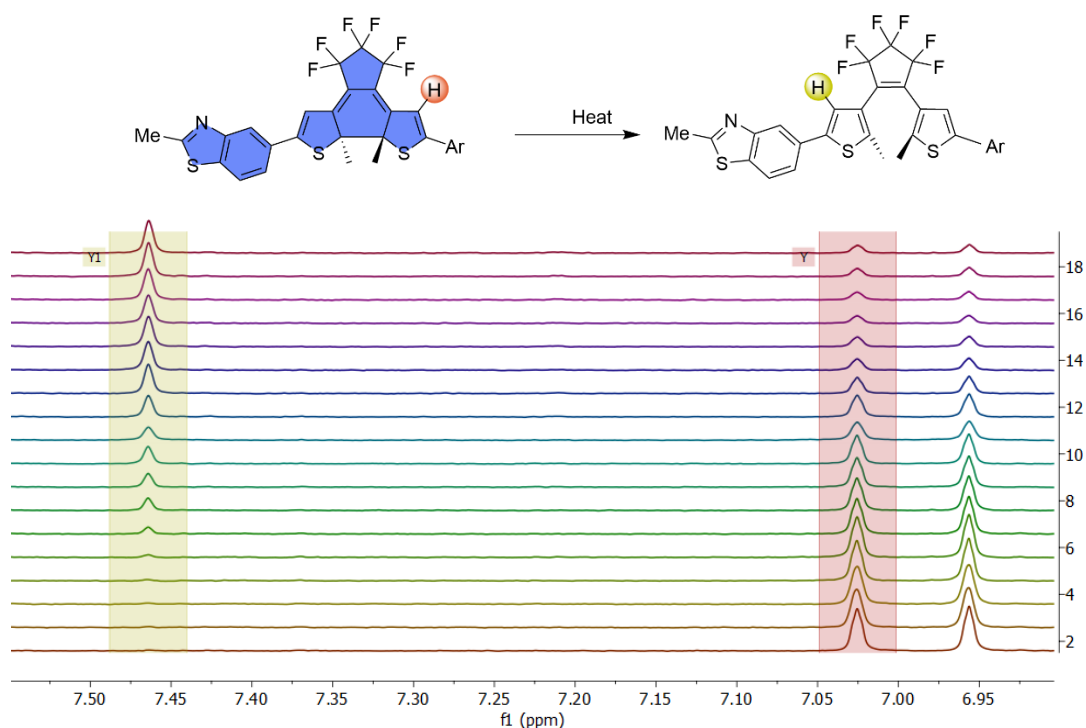 F F
F F
F F
H
Me
N
S
S
S
Ar
Heat
F F
F F
F F
H
Me
N
S
S
S
Ar
Y1
Y
18
16
14
12
10
8
6
4
2
7.50 7.45 7.40 7.35 7.30 7.25 7.20 7.15 7.10 7.05 7.00 6.95
f1 (ppm)